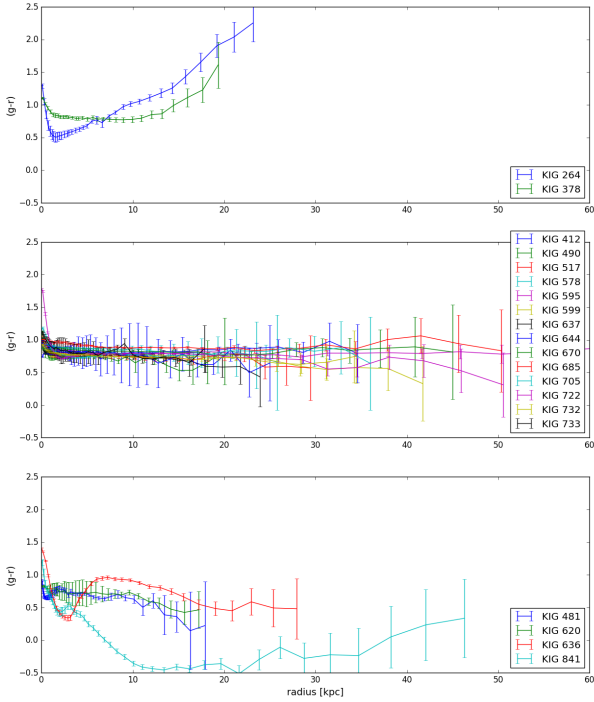 2.5
2.0
1.5
1.0
0.5
0.0
−0.5
(g-r)
0 10 20 30 40 50 60
KIG 264
KIG 378
2.5
2.0
1.5
1.0
0.5
0.0
−0.5
(g-r)
0 10 20 30 40 50 60
KIG 412
KIG 490
KIG 517
KIG 578
KIG 595
KIG 599
KIG 637
KIG 644
KIG 670
KIG 685
KIG 705
KIG 722
KIG 732
KIG 733
2.5
2.0
1.5
1.0
0.5
0.0
−0.5
(g-r)
0 10 20 30 40 50 60
radius [kpc]
KIG 481
KIG 620
KIG 636
KIG 841